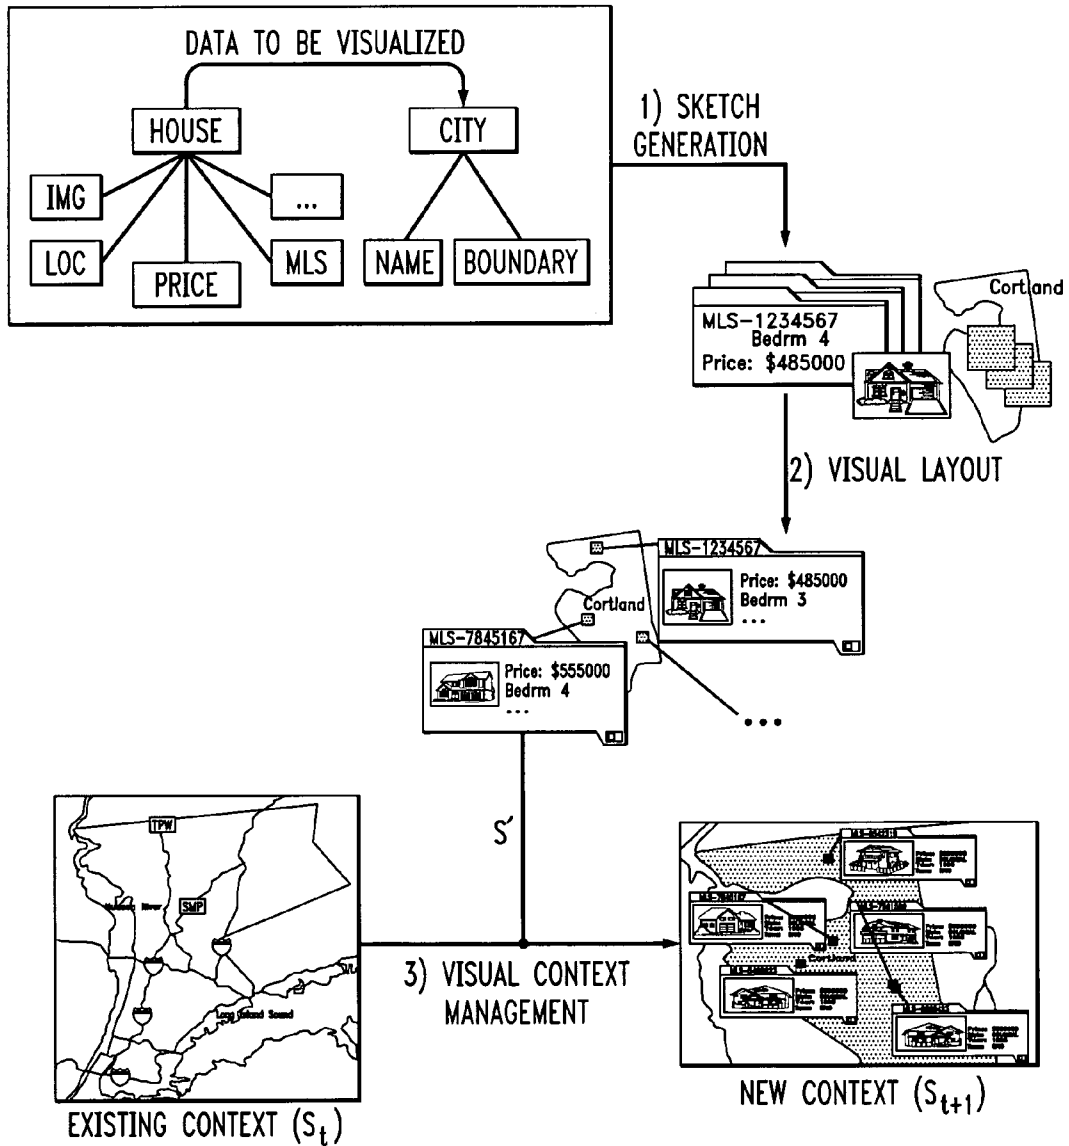 DATA TO BE VISUALIZED
HOUSE
CITY
IMG
...
LOC
PRICE
MLS
NAME
BOUNDARY
1) SKETCH
GENERATION
MLS-1234567
Bedrm 4
Price: $485000
Cortland
2) VISUAL LAYOUT
MLS-1234567
Price: $485000
Bedrm 3
...
Cortland
MLS-7845167
Price: $555000
Bedrm 4
...
...
S′
TPW
SMP
River
Long Island Sound
EXISTING CONTEXT (St)
3) VISUAL CONTEXT
MANAGEMENT
Cortland
NEW CONTEXT (St+1)